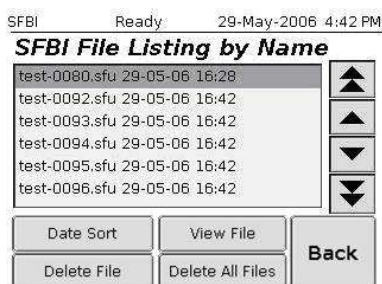 SFBI Ready 29-May-2006 4:42 PM
SFBI File Listing by Name
test-0080.sfu 29-05-06 16:28
test-0092.sfu 29-05-06 16:42
test-0093.sfu 29-05-06 16:42
test-0094.sfu 29-05-06 16:42
test-0095.sfu 29-05-06 16:42
test-0096.sfu 29-05-06 16:42
Date Sort View File
Back
Delete File Delete All Files